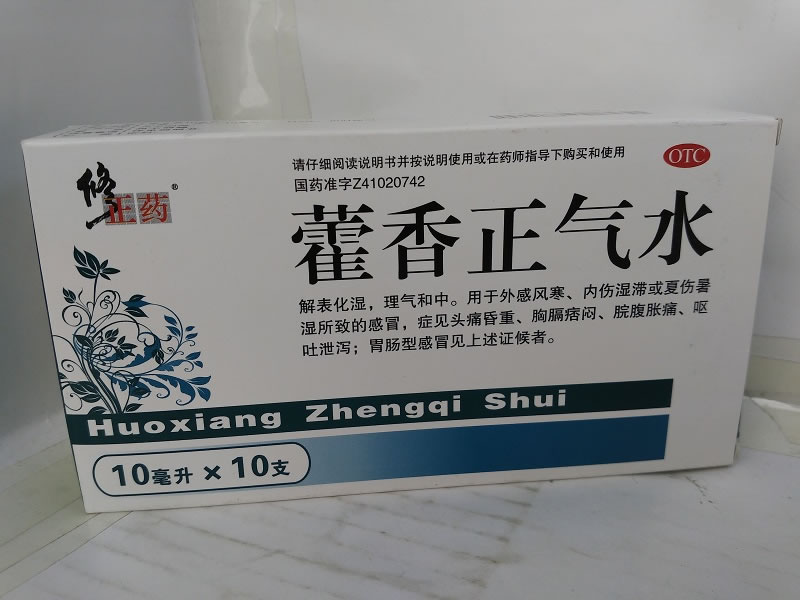 修
正药
®
请仔细阅读说明书并按说明使用或在药师指导下购买和使用
国药准字Z41020742
OTC
藿香正气水
解表化湿，理气和中。用于外感风寒、内伤湿滞或夏伤暑
湿所致的感冒，症见头痛昏重、胸膈痞闷、脘腹胀痛、呕
吐泄泻；胃肠型感冒见上述证候者。
Huoxiang Zhengqi Shui
10毫升×10支